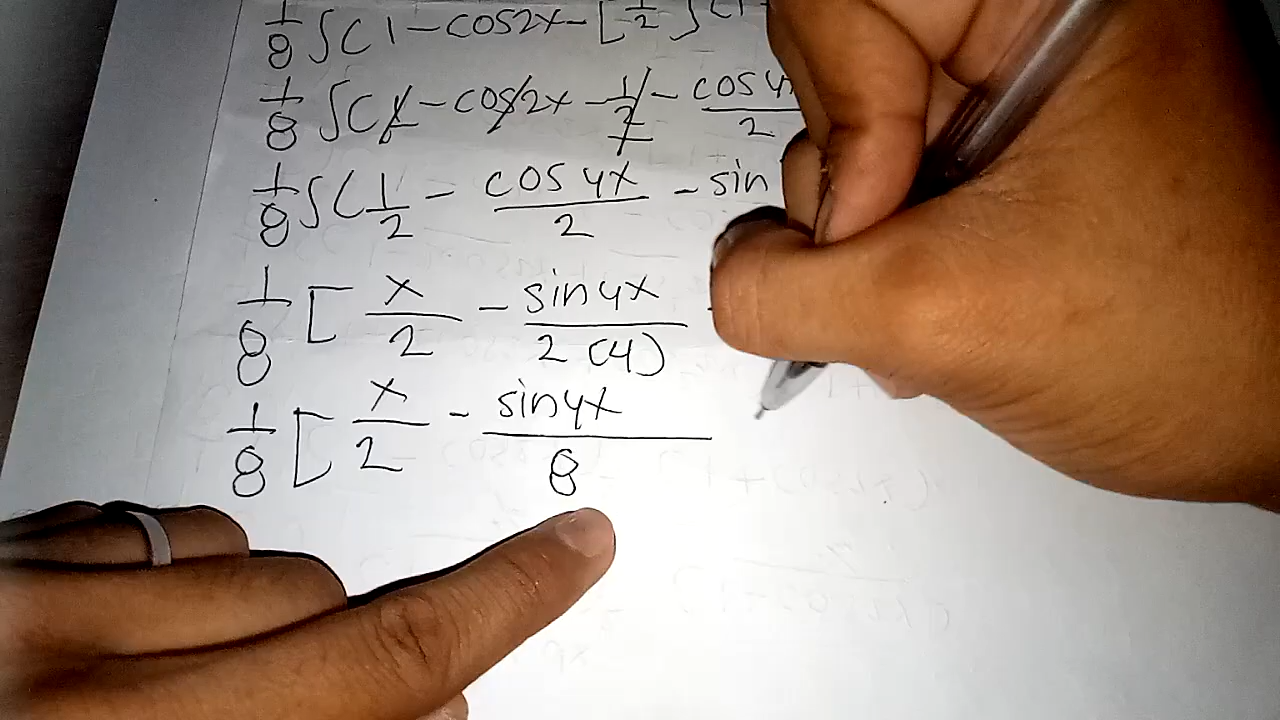 1/8 ∫(1-cos2x-[1/2 ∫(1
1/8 ∫(1-cos2x-1/2-cos4x/2
1/8 ∫(1/2 - cos4x/2 - sin
1/8 [x/2 - sin4x/2(4) -
1/8 [x/2 - sin4x/8